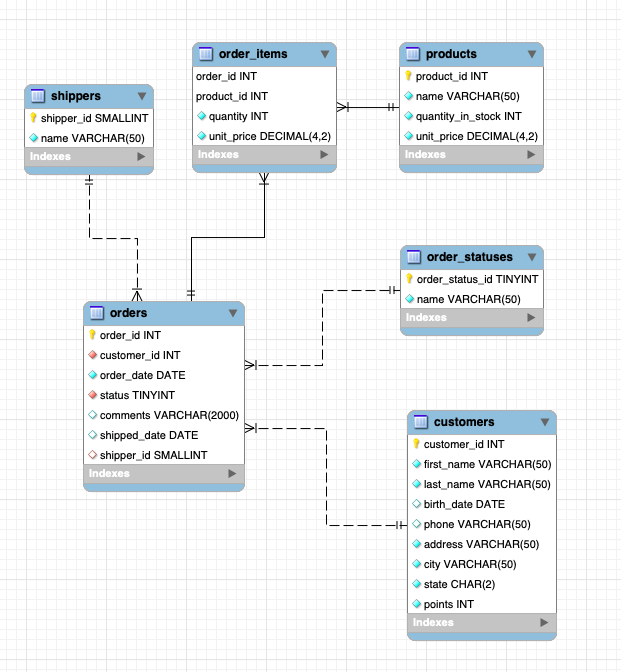 shippers
shipper_id SMALLINT
name VARCHAR(50)
Indexes
order_items
order_id INT
product_id INT
quantity INT
unit_price DECIMAL(4,2)
Indexes
products
product_id INT
name VARCHAR(50)
quantity_in_stock INT
unit_price DECIMAL(4,2)
Indexes
orders
order_id INT
customer_id INT
order_date DATE
status TINYINT
comments VARCHAR(2000)
shipped_date DATE
shipper_id SMALLINT
Indexes
order_statuses
order_status_id TINYINT
name VARCHAR(50)
Indexes
customers
customer_id INT
first_name VARCHAR(50)
last_name VARCHAR(50)
birth_date DATE
phone VARCHAR(50)
address VARCHAR(50)
city VARCHAR(50)
state CHAR(2)
points INT
Indexes